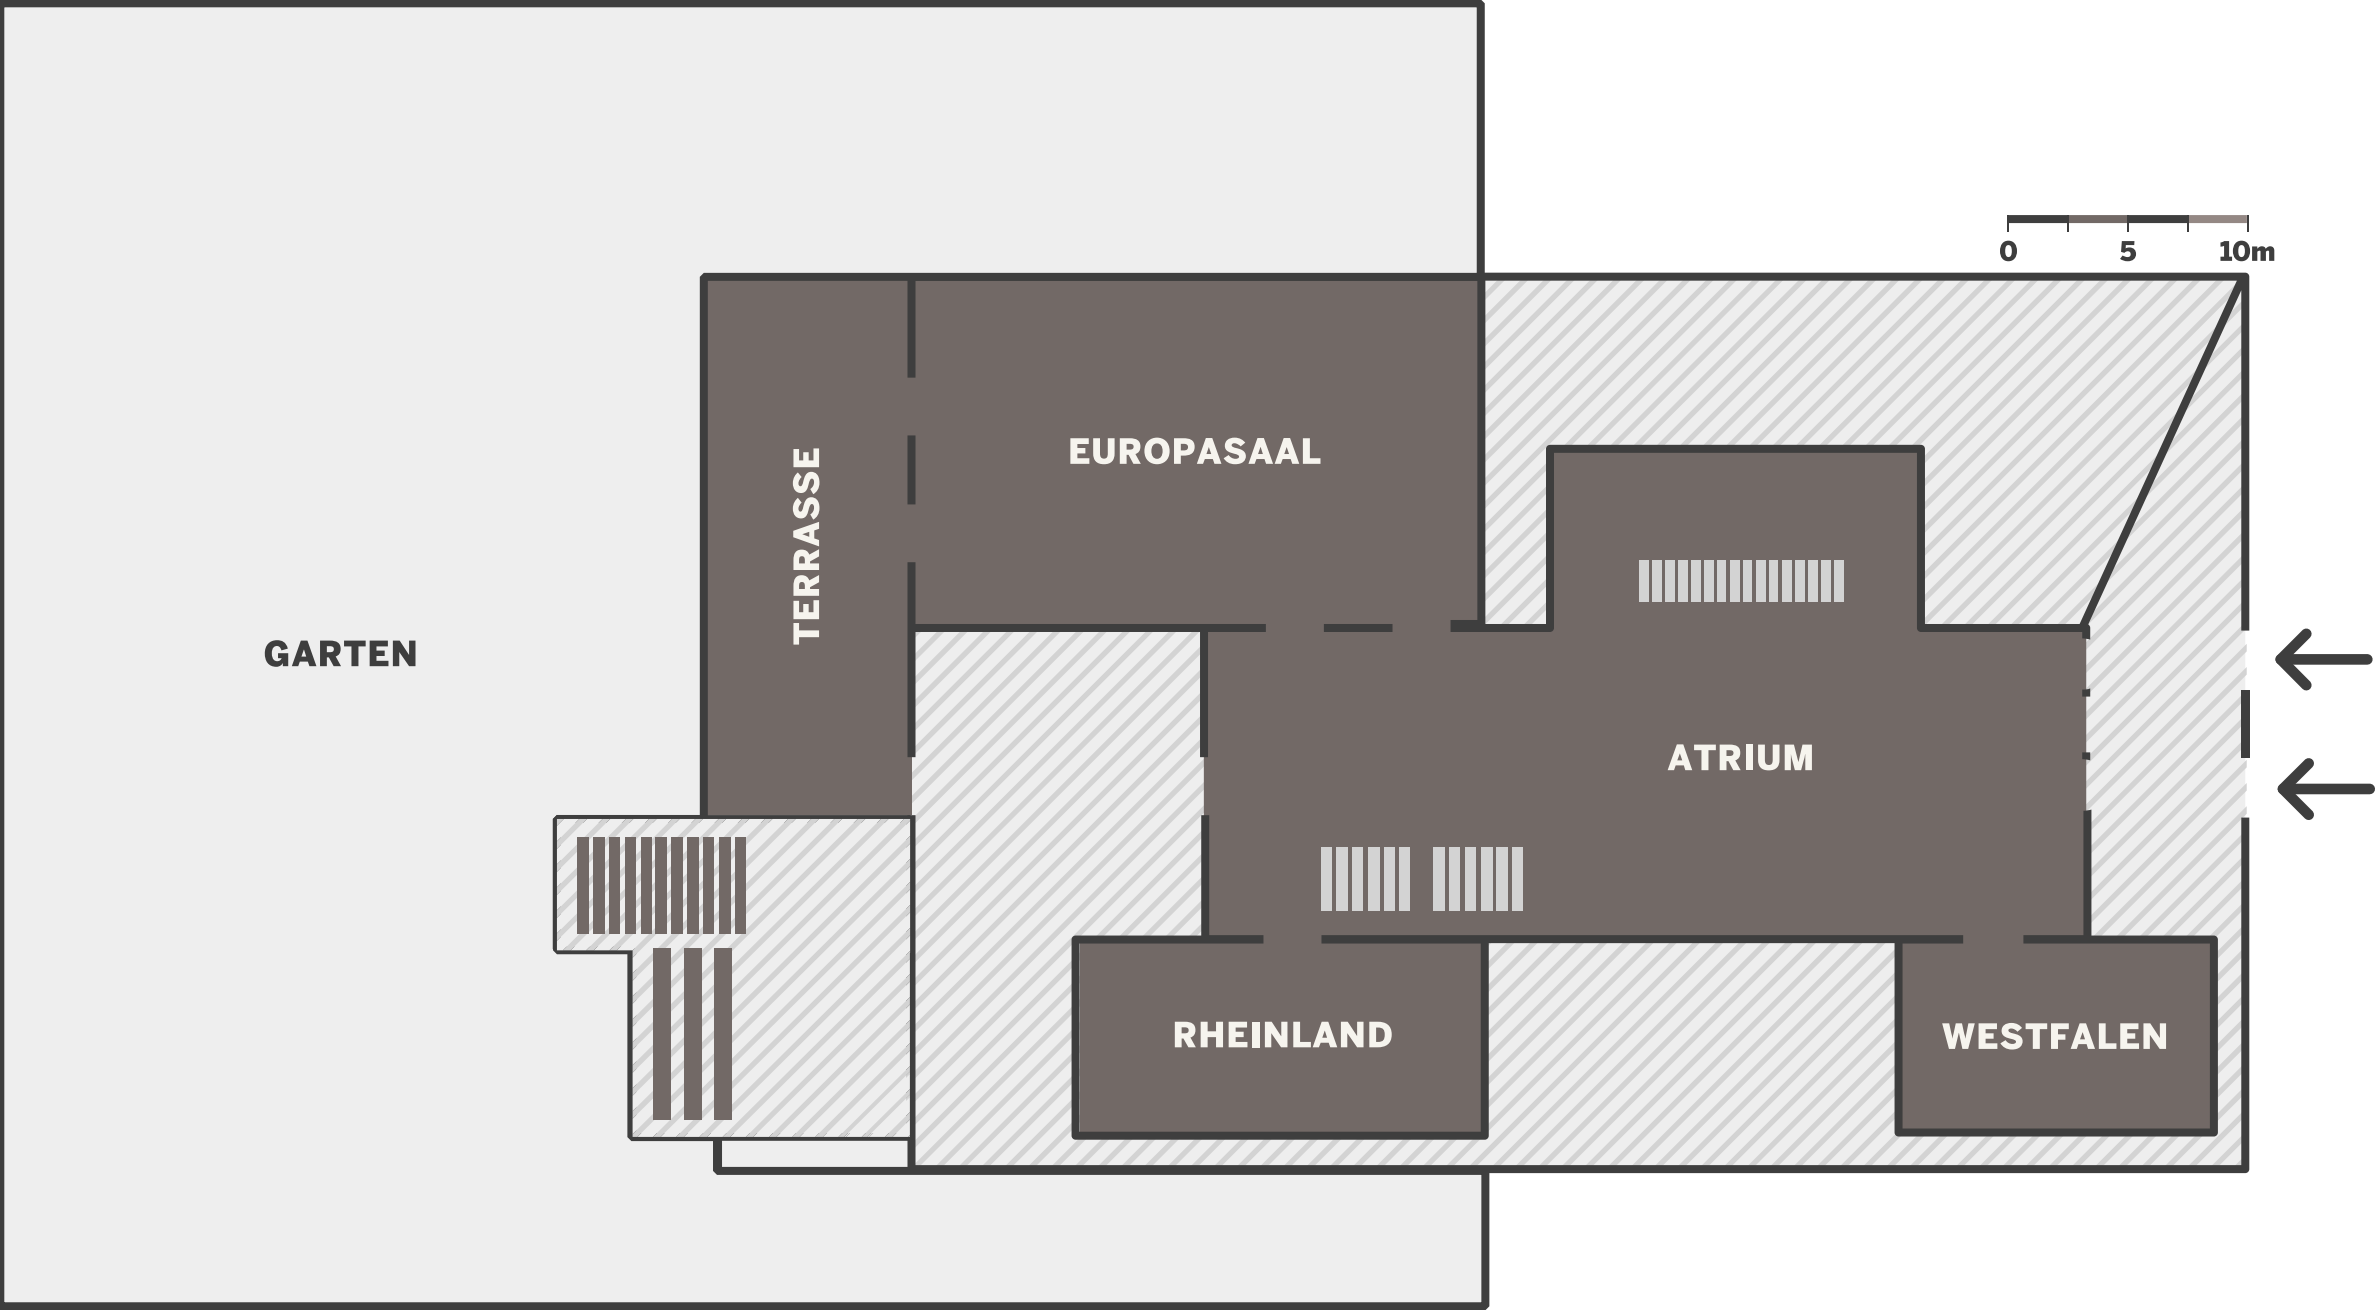 0 5 10m
EUROPASAAL
TERRASSE
GARTEN
ATRIUM
RHEINLAND
WESTFALEN